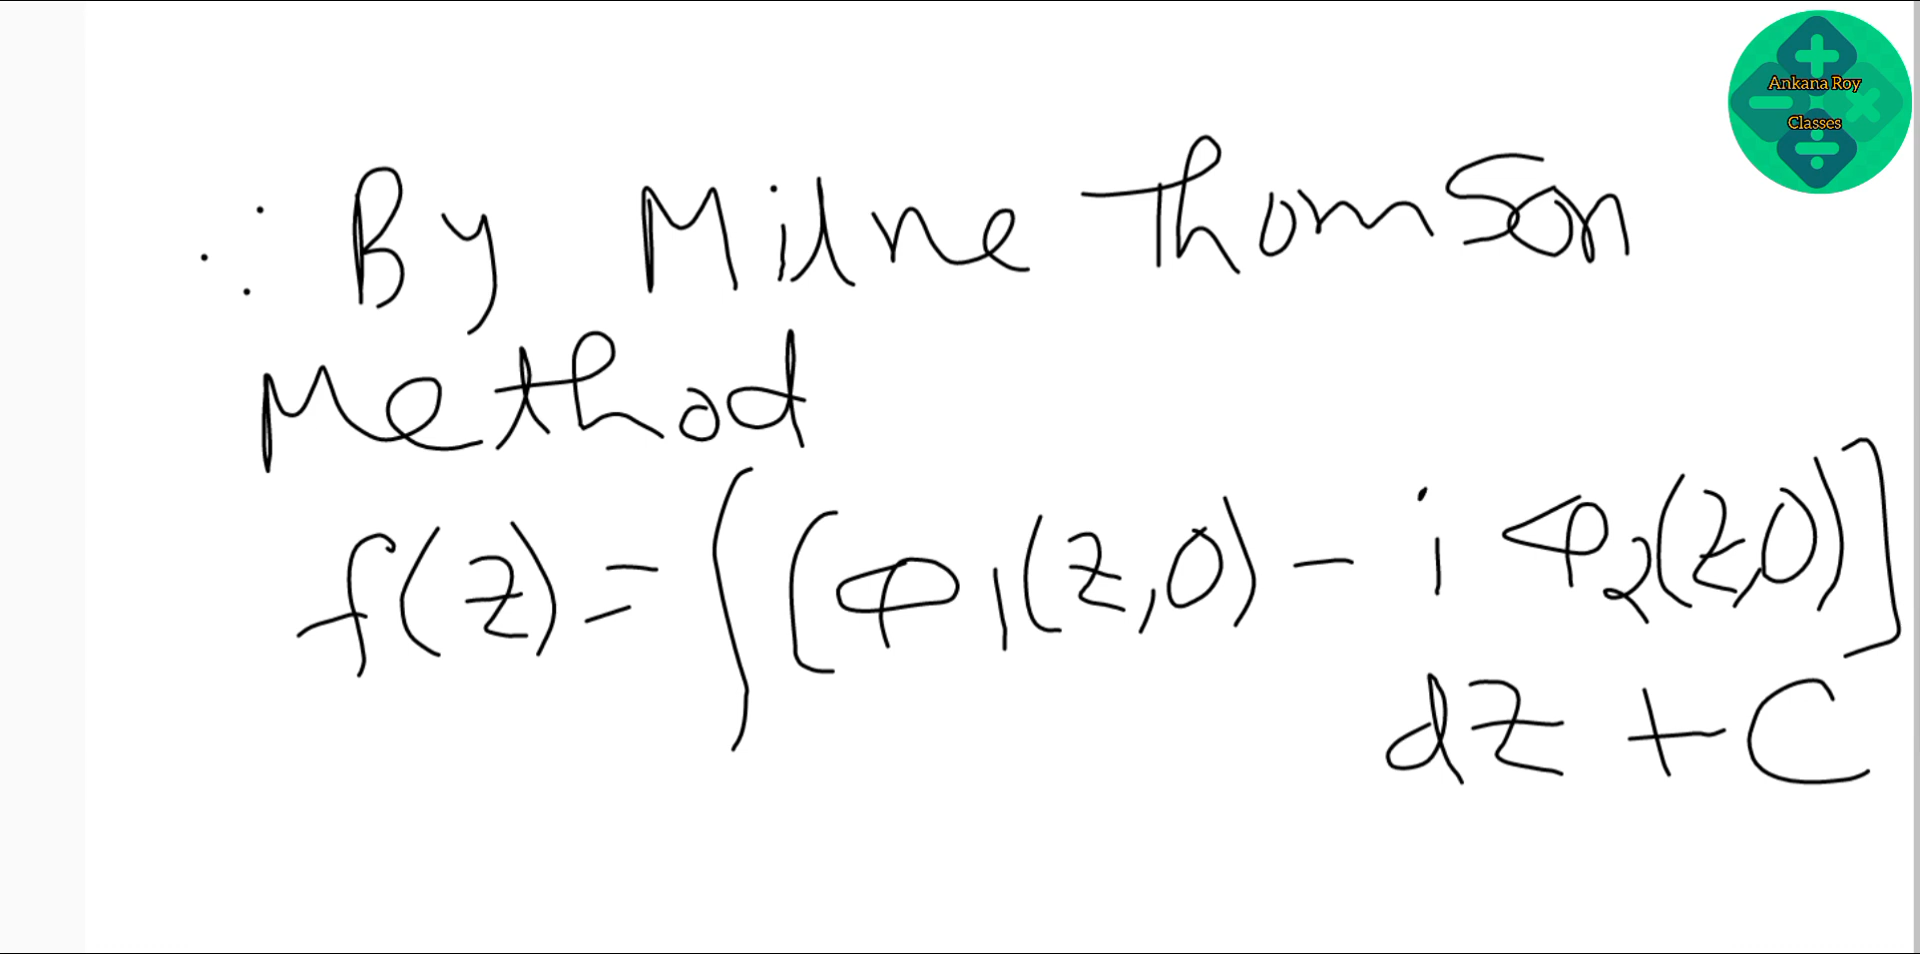 Ankana Roy
Classes
∴ By Milne Thomson
Method
f(z) = ∫ [φ₁(z,0) - i φ₂(z,0)]
dz + C